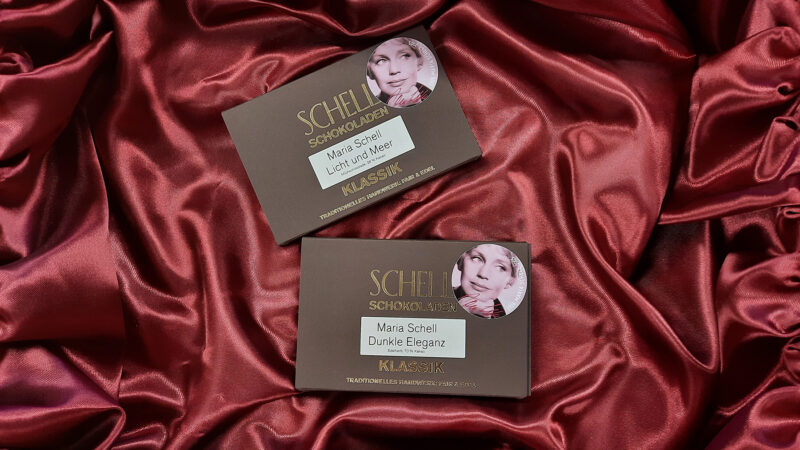 SCHELL
SCHOKOLADEN
Maria Schell
Licht und Meer
KLASSIK
TRADITIONELLES HANDWERK, FAIR & EDEL
SCHELL
SCHOKOLADEN
Maria Schell
Dunkle Eleganz
KLASSIK
TRADITIONELLES HANDWERK, FAIR & EDEL